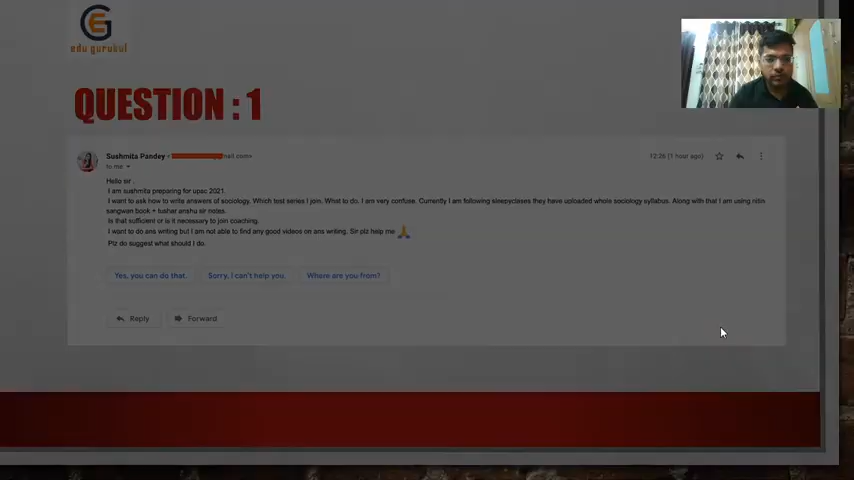 edu gurukul
QUESTION : 1
Sushmita Pandey
12:26 (1 hour ago)
to me
Hello sir .
I am sushmita preparing for upsc 2021.
I want to ask how to write answers of sociology. Which test series I join. What to do. I am very confuse. Currently I am following sleepyclases they have uploaded whole sociology syllabus. Along with that I am using nitin
sangwan book + tushar anshu sir notes.
Is that sufficient or is it necessary to join coaching.
I want to do ans writing but I am not able to find any good videos on ans writing. Sir plz help me 🙏
Plz do suggest what should I do.
Yes, you can do that. Sorry, I can't help you. Where are you from?
Reply Forward